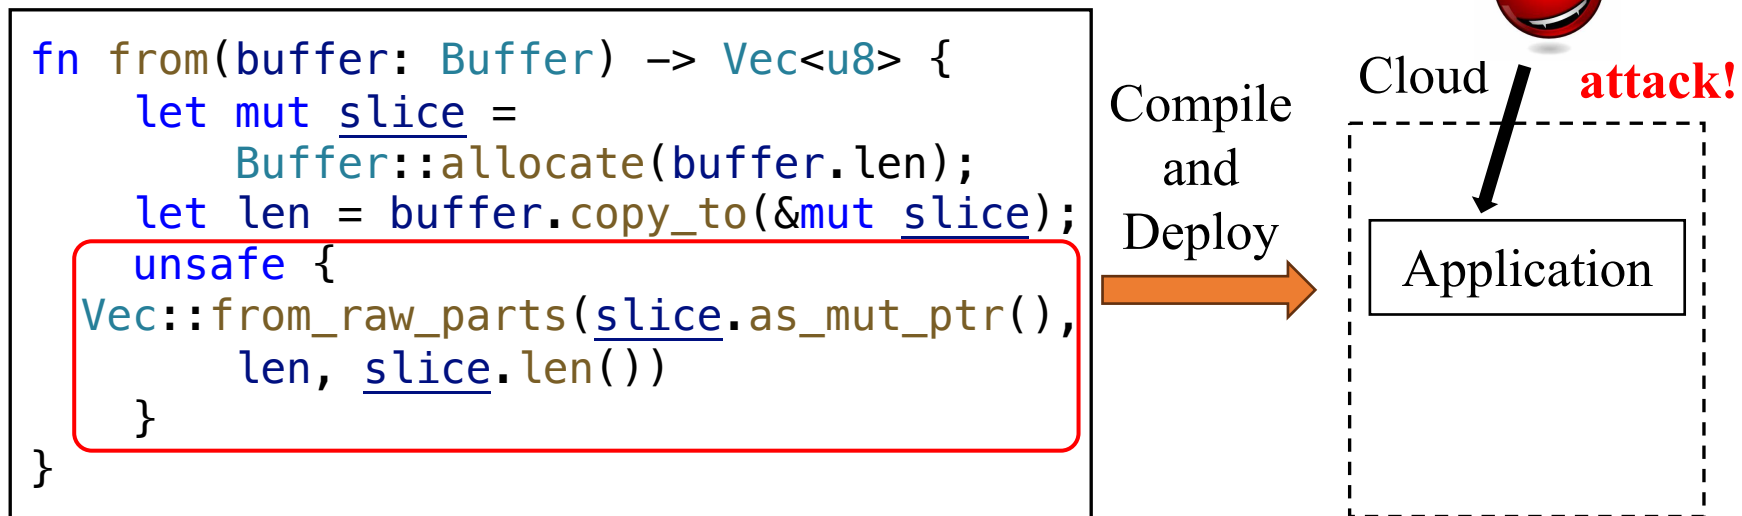 fn from(buffer: Buffer) -> Vec<u8> {
    let mut slice =
        Buffer::allocate(buffer.len);
    let len = buffer.copy_to(&mut slice);
    unsafe {
  Vec::from_raw_parts(slice.as_mut_ptr(),
        len, slice.len())
    }
}
Compile
and
Deploy
Cloud
attack!
Application